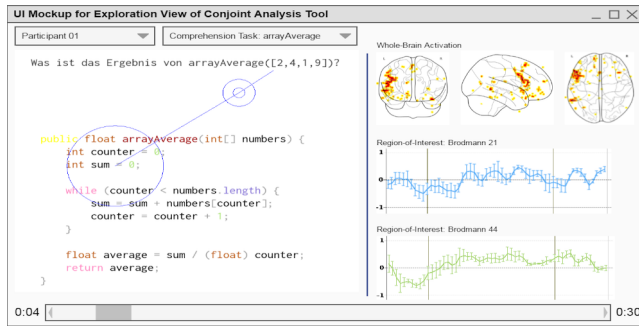 UI Mockup for Exploration View of Conjoint Analysis Tool
Participant 01
Comprehension Task: arrayAverage
Was ist das Ergebnis von arrayAverage([2,4,1,9])?
public float arrayAverage(int[] numbers) {
int counter = 0;
int sum = 0;
while (counter < numbers.length) {
sum = sum + numbers[counter];
counter = counter + 1;
}
float average = sum / (float) counter;
return average;
}
Whole-Brain Activation
L R
L R
Region-of-Interest: Brodmann 21
1
0
-1
Region-of-Interest: Brodmann 44
1
0
-1
0:04
0:30